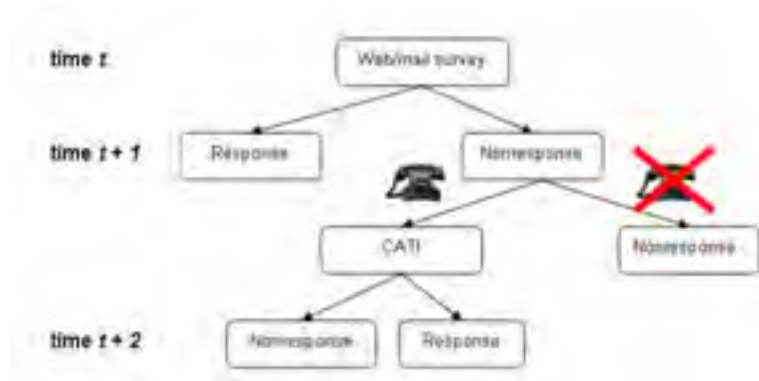 time t
Web/mail survey
time t + 1
Response
Nonresponse
CATI
Nonresponse
time t + 2
Nonresponse
Response